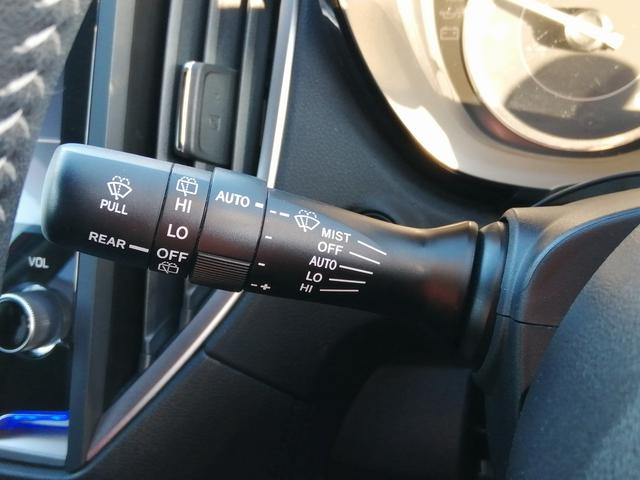 PULL
REAR
HI
LO
OFF
AUTO
- +
MIST
OFF
AUTO
LO
HI
VOL